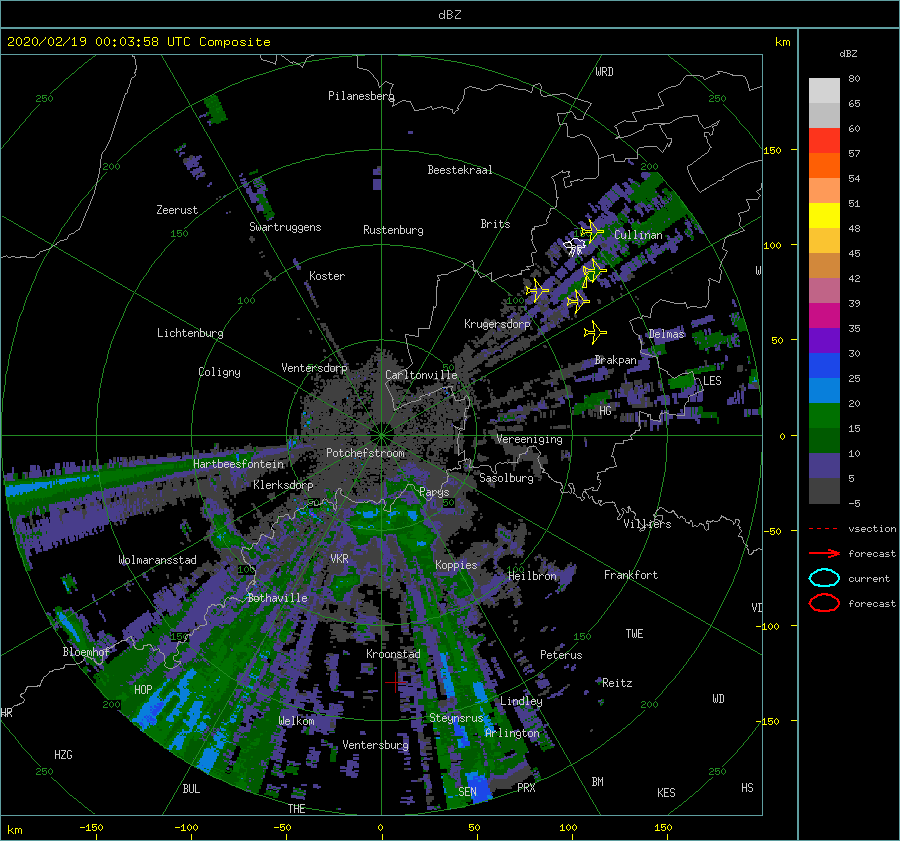 dBZ
2020/02/19 00:03:58 UTC Composite
km
dBZ
WRD
250
Pilanesberg
250
80
65
60
57
54
51
48
45
42
39
35
30
25
20
15
10
5
-5
150
200
Beestekraal
200
Zeerust
150
Swartruggens
Rustenburg
Brits
Cullinan
100
W
Koster
100
100
Krugersdorp
Lichtenburg
Delmas
50
Ventersdorp
Carltonville
Brakpan
Coligny
LES
HG
Vereeniging
0
Potchefstroom
Hartbeesfontein
Klerksdorp
Sasolburg
Parys
50
50
Villiers
-50
vsection
forecast
current
forecast
Wolmaransstad
VKR
Koppies
100
100
Heilbron
Frankfort
Bothaville
VD
-100
150
150
TWE
Bloemhof
Kroonstad
Peterus
HOP
Reitz
200
Lindley
200
WD
HR
Welkom
Steynsrus
-150
Arlington
Ventersburg
HZG
250
250
BUL
SEN
PRX
BM
KES
HS
THE
km
-150
-100
-50
0
50
100
150